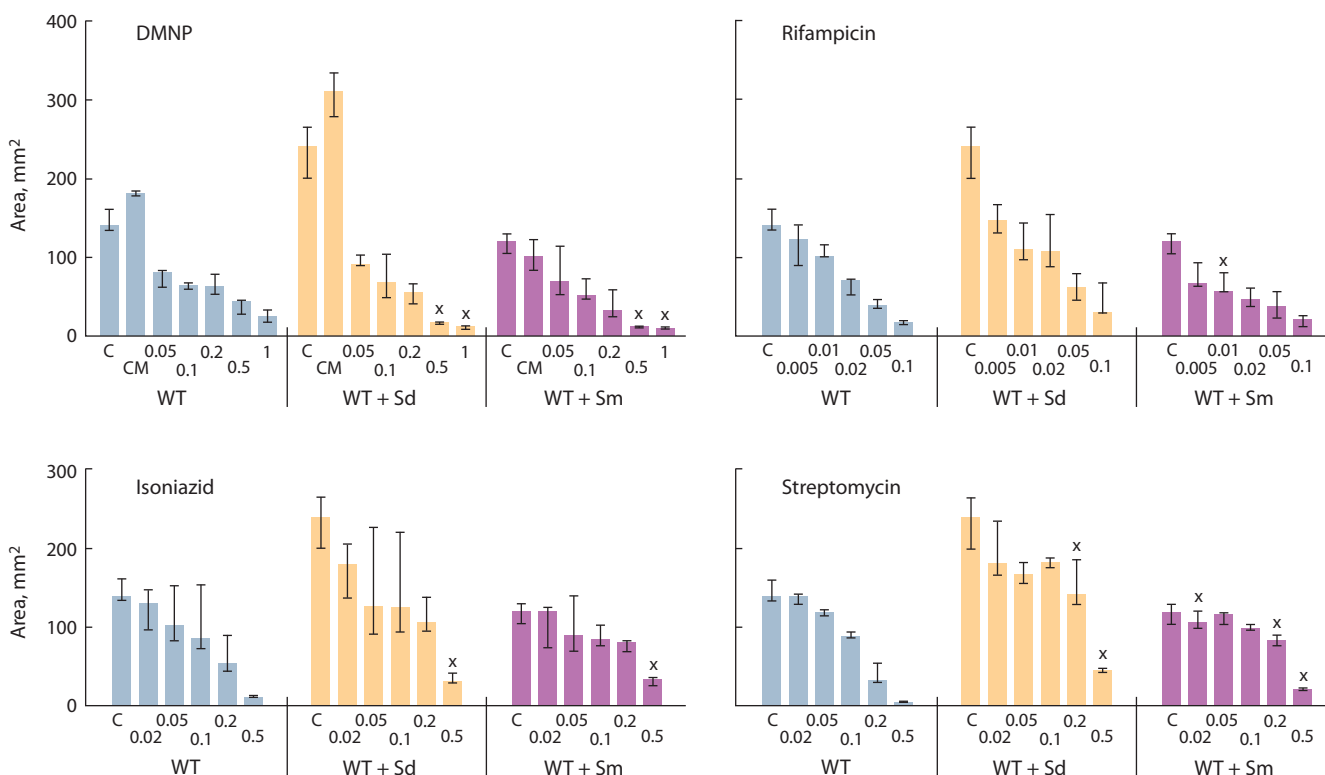 DMNP
Rifampicin
Area, mm²
400
300
200
100
0
x x
x x
x
C 0.05 0.2 1
CM 0.1 0.5
WT
C 0.05 0.2 1
CM 0.1 0.5
WT + Sd
C 0.05 0.2 1
CM 0.1 0.5
WT + Sm
C 0.01 0.05
0.005 0.02 0.1
WT
C 0.01 0.05
0.005 0.02 0.1
WT + Sd
C 0.01 0.05
0.005 0.02 0.1
WT + Sm
Isoniazid
Streptomycin
Area, mm²
300
200
100
0
x
x
x x
x x x
C 0.05 0.2
0.02 0.1 0.5
WT
C 0.05 0.2
0.02 0.1 0.5
WT + Sd
C 0.05 0.2
0.02 0.1 0.5
WT + Sm
C 0.05 0.2
0.02 0.1 0.5
WT
C 0.05 0.2
0.02 0.1 0.5
WT + Sd
C 0.05 0.2
0.02 0.1 0.5
WT + Sm